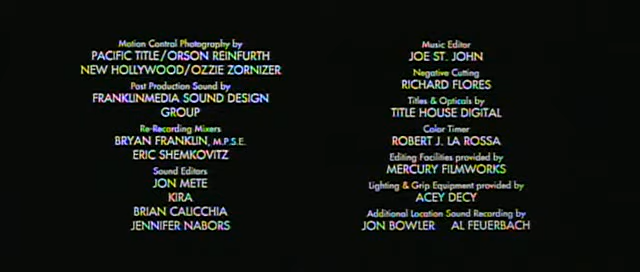 Motion Control Photography by
PACIFIC TITLE/ORSON REINFURTH
NEW HOLLYWOOD/OZZIE ZORNIZER
Post Production Sound by
FRANKLINMEDIA SOUND DESIGN
GROUP
Re-Recording Mixers
BRYAN FRANKLIN, M.P.S.E.
ERIC SHEMKOVITZ
Sound Editors
JON METE
KIRA
BRIAN CALICCHIA
JENNIFER NABORS
Music Editor
JOE ST. JOHN
Negative Cutting
RICHARD FLORES
Titles & Opticals by
TITLE HOUSE DIGITAL
Color Timer
ROBERT J. LA ROSSA
Editing Facilities provided by
MERCURY FILMWORKS
Lighting & Grip Equipment provided by
ACEY DECY
Additional Location Sound Recording by
JON BOWLER AL FEUERBACH